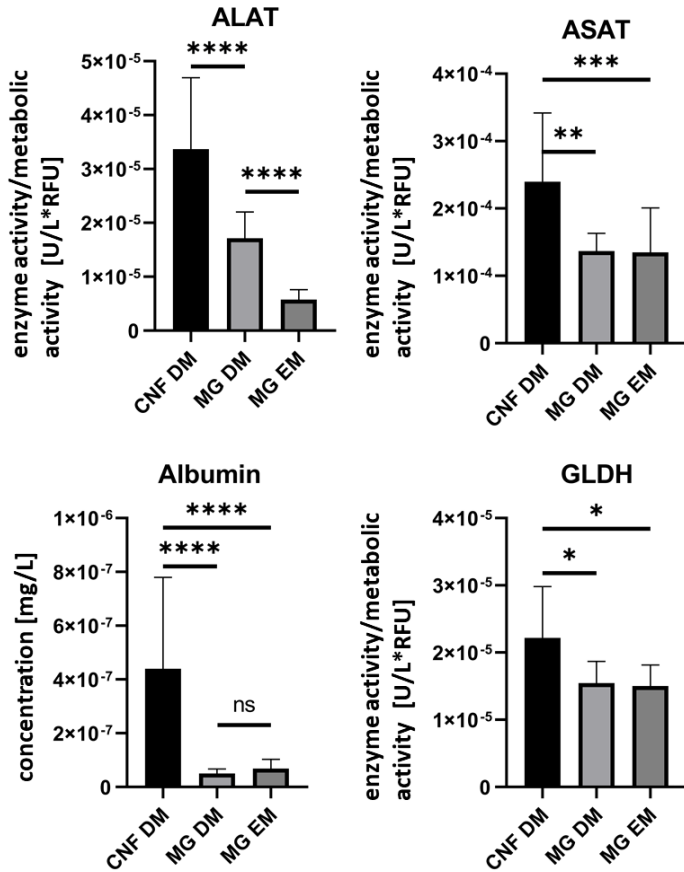 ALAT
enzyme activity/metabolic
activity [U/L*RFU]
5×10⁻⁵
4×10⁻⁵
3×10⁻⁵
2×10⁻⁵
1×10⁻⁵
0
****
****
CNF DM
MG DM
MG EM
ASAT
enzyme activity/metabolic
activity [U/L*RFU]
4×10⁻⁴
3×10⁻⁴
2×10⁻⁴
1×10⁻⁴
0
***
**
CNF DM
MG DM
MG EM
Albumin
concentration [mg/L]
1×10⁻⁶
8×10⁻⁷
6×10⁻⁷
4×10⁻⁷
2×10⁻⁷
0
****
****
ns
CNF DM
MG DM
MG EM
GLDH
enzyme activity/metabolic
activity [U/L*RFU]
4×10⁻⁵
3×10⁻⁵
2×10⁻⁵
1×10⁻⁵
0
*
*
CNF DM
MG DM
MG EM